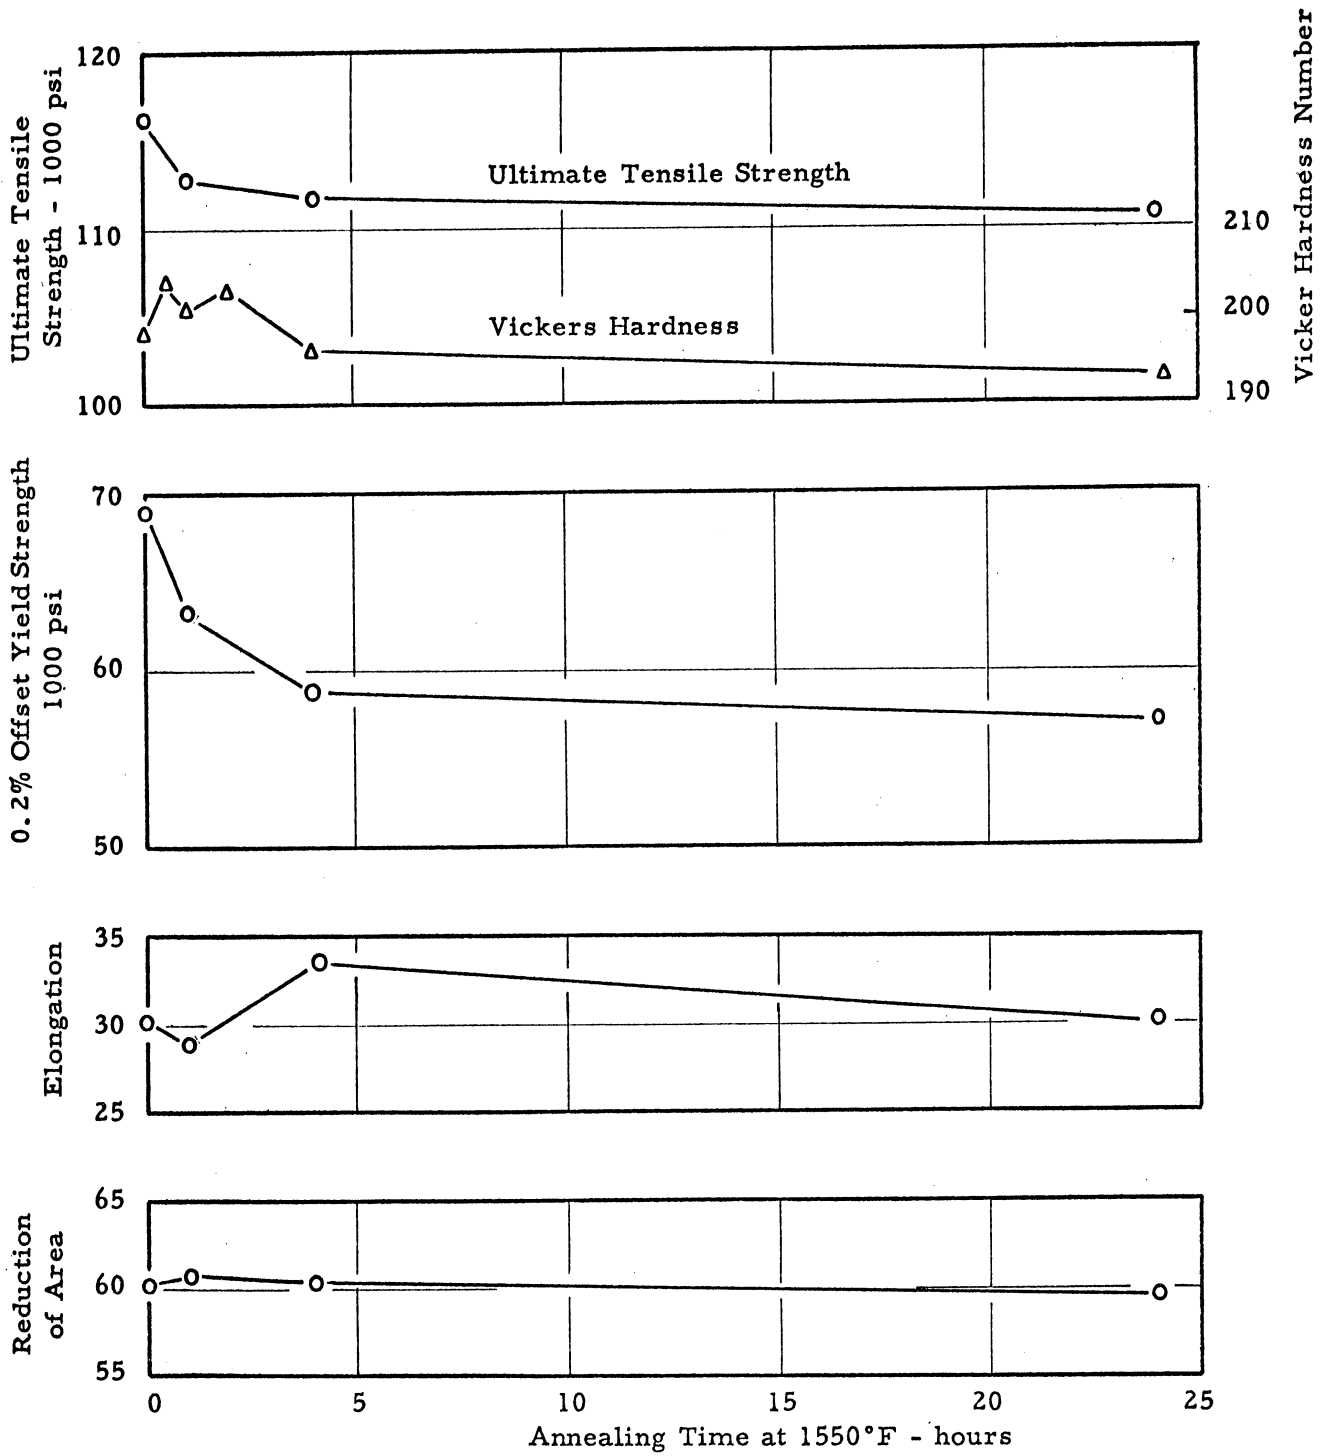 120
110
100
Ultimate Tensile
Strength - 1000 psi
Ultimate Tensile Strength
Vickers Hardness
210
200
190
Vicker Hardness Number
70
60
50
0.2% Offset Yield Strength
1000 psi
35
30
25
Elongation
65
60
55
Reduction
of Area
0 5 10 15 20 25
Annealing Time at 1550°F - hours